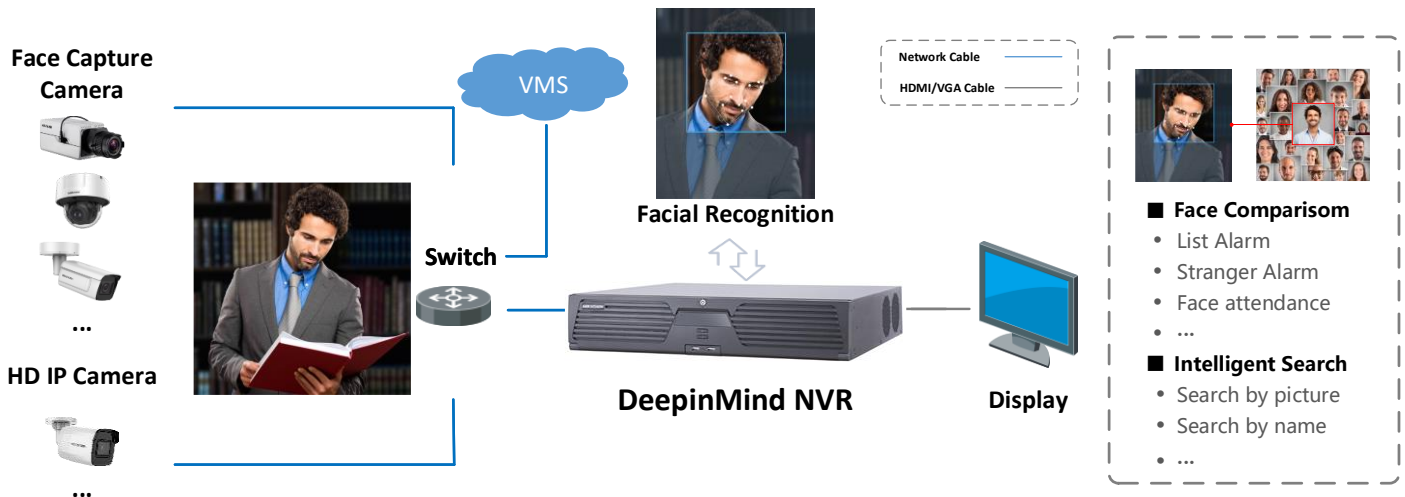 Face Capture
Camera
...
HD IP Camera
...
VMS
Switch
Facial Recognition
DeepinMind NVR
Display
Network Cable
HDMI/VGA Cable
■ Face Comparisom
• List Alarm
• Stranger Alarm
• Face attendance
• ...
■ Intelligent Search
• Search by picture
• Search by name
• ...